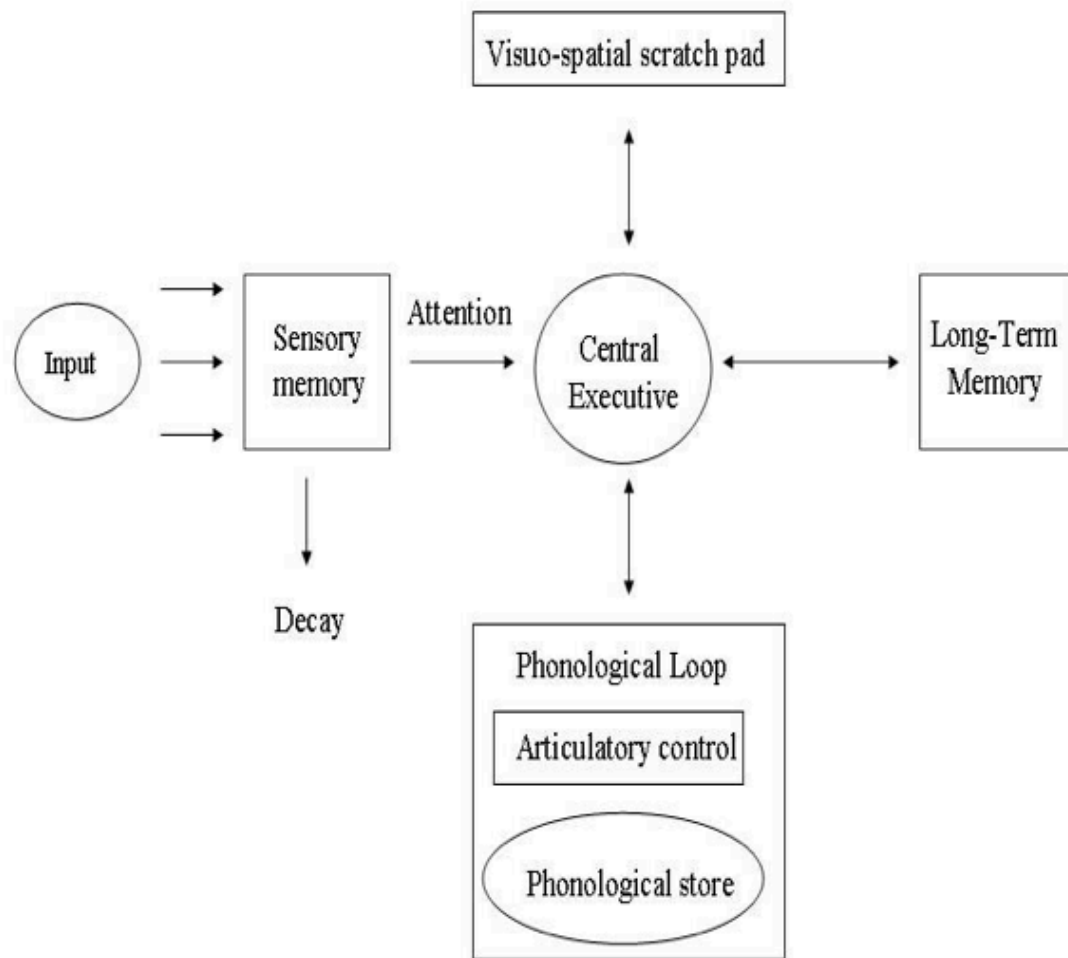 Visuo-spatial scratch pad
Input
Sensory
memory
Attention
Central
Executive
Long-Term
Memory
Decay
Phonological Loop
Articulatory control
Phonological store